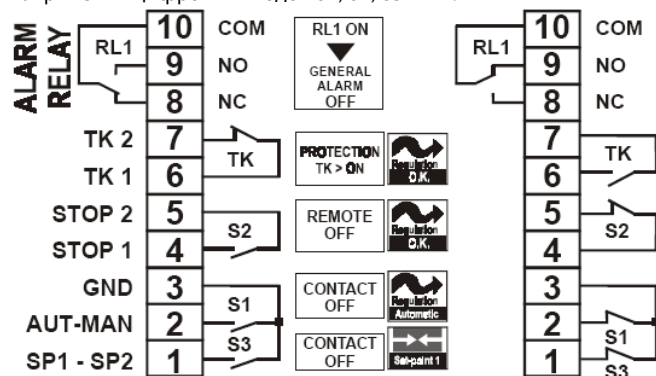 ALARM
RELAY
RL1
10 COM
9 NO
8 NC
TK 2 7
TK 1 6
TK
STOP 2 5
STOP 1 4
S2
GND 3
AUT-MAN 2
SP1 - SP2 1
S1
S3
RL1 ON
GENERAL
ALARM
OFF
PROTECTION
TK > ON
Regulation
O.K.
REMOTE
OFF
Regulation
O.K.
CONTACT
OFF
Regulation
Automatic
CONTACT
OFF
Set-point 1
RL1
10 COM
9 NO
8 NC
7
6
TK
5
4
S2
3
2
1
S1
S3